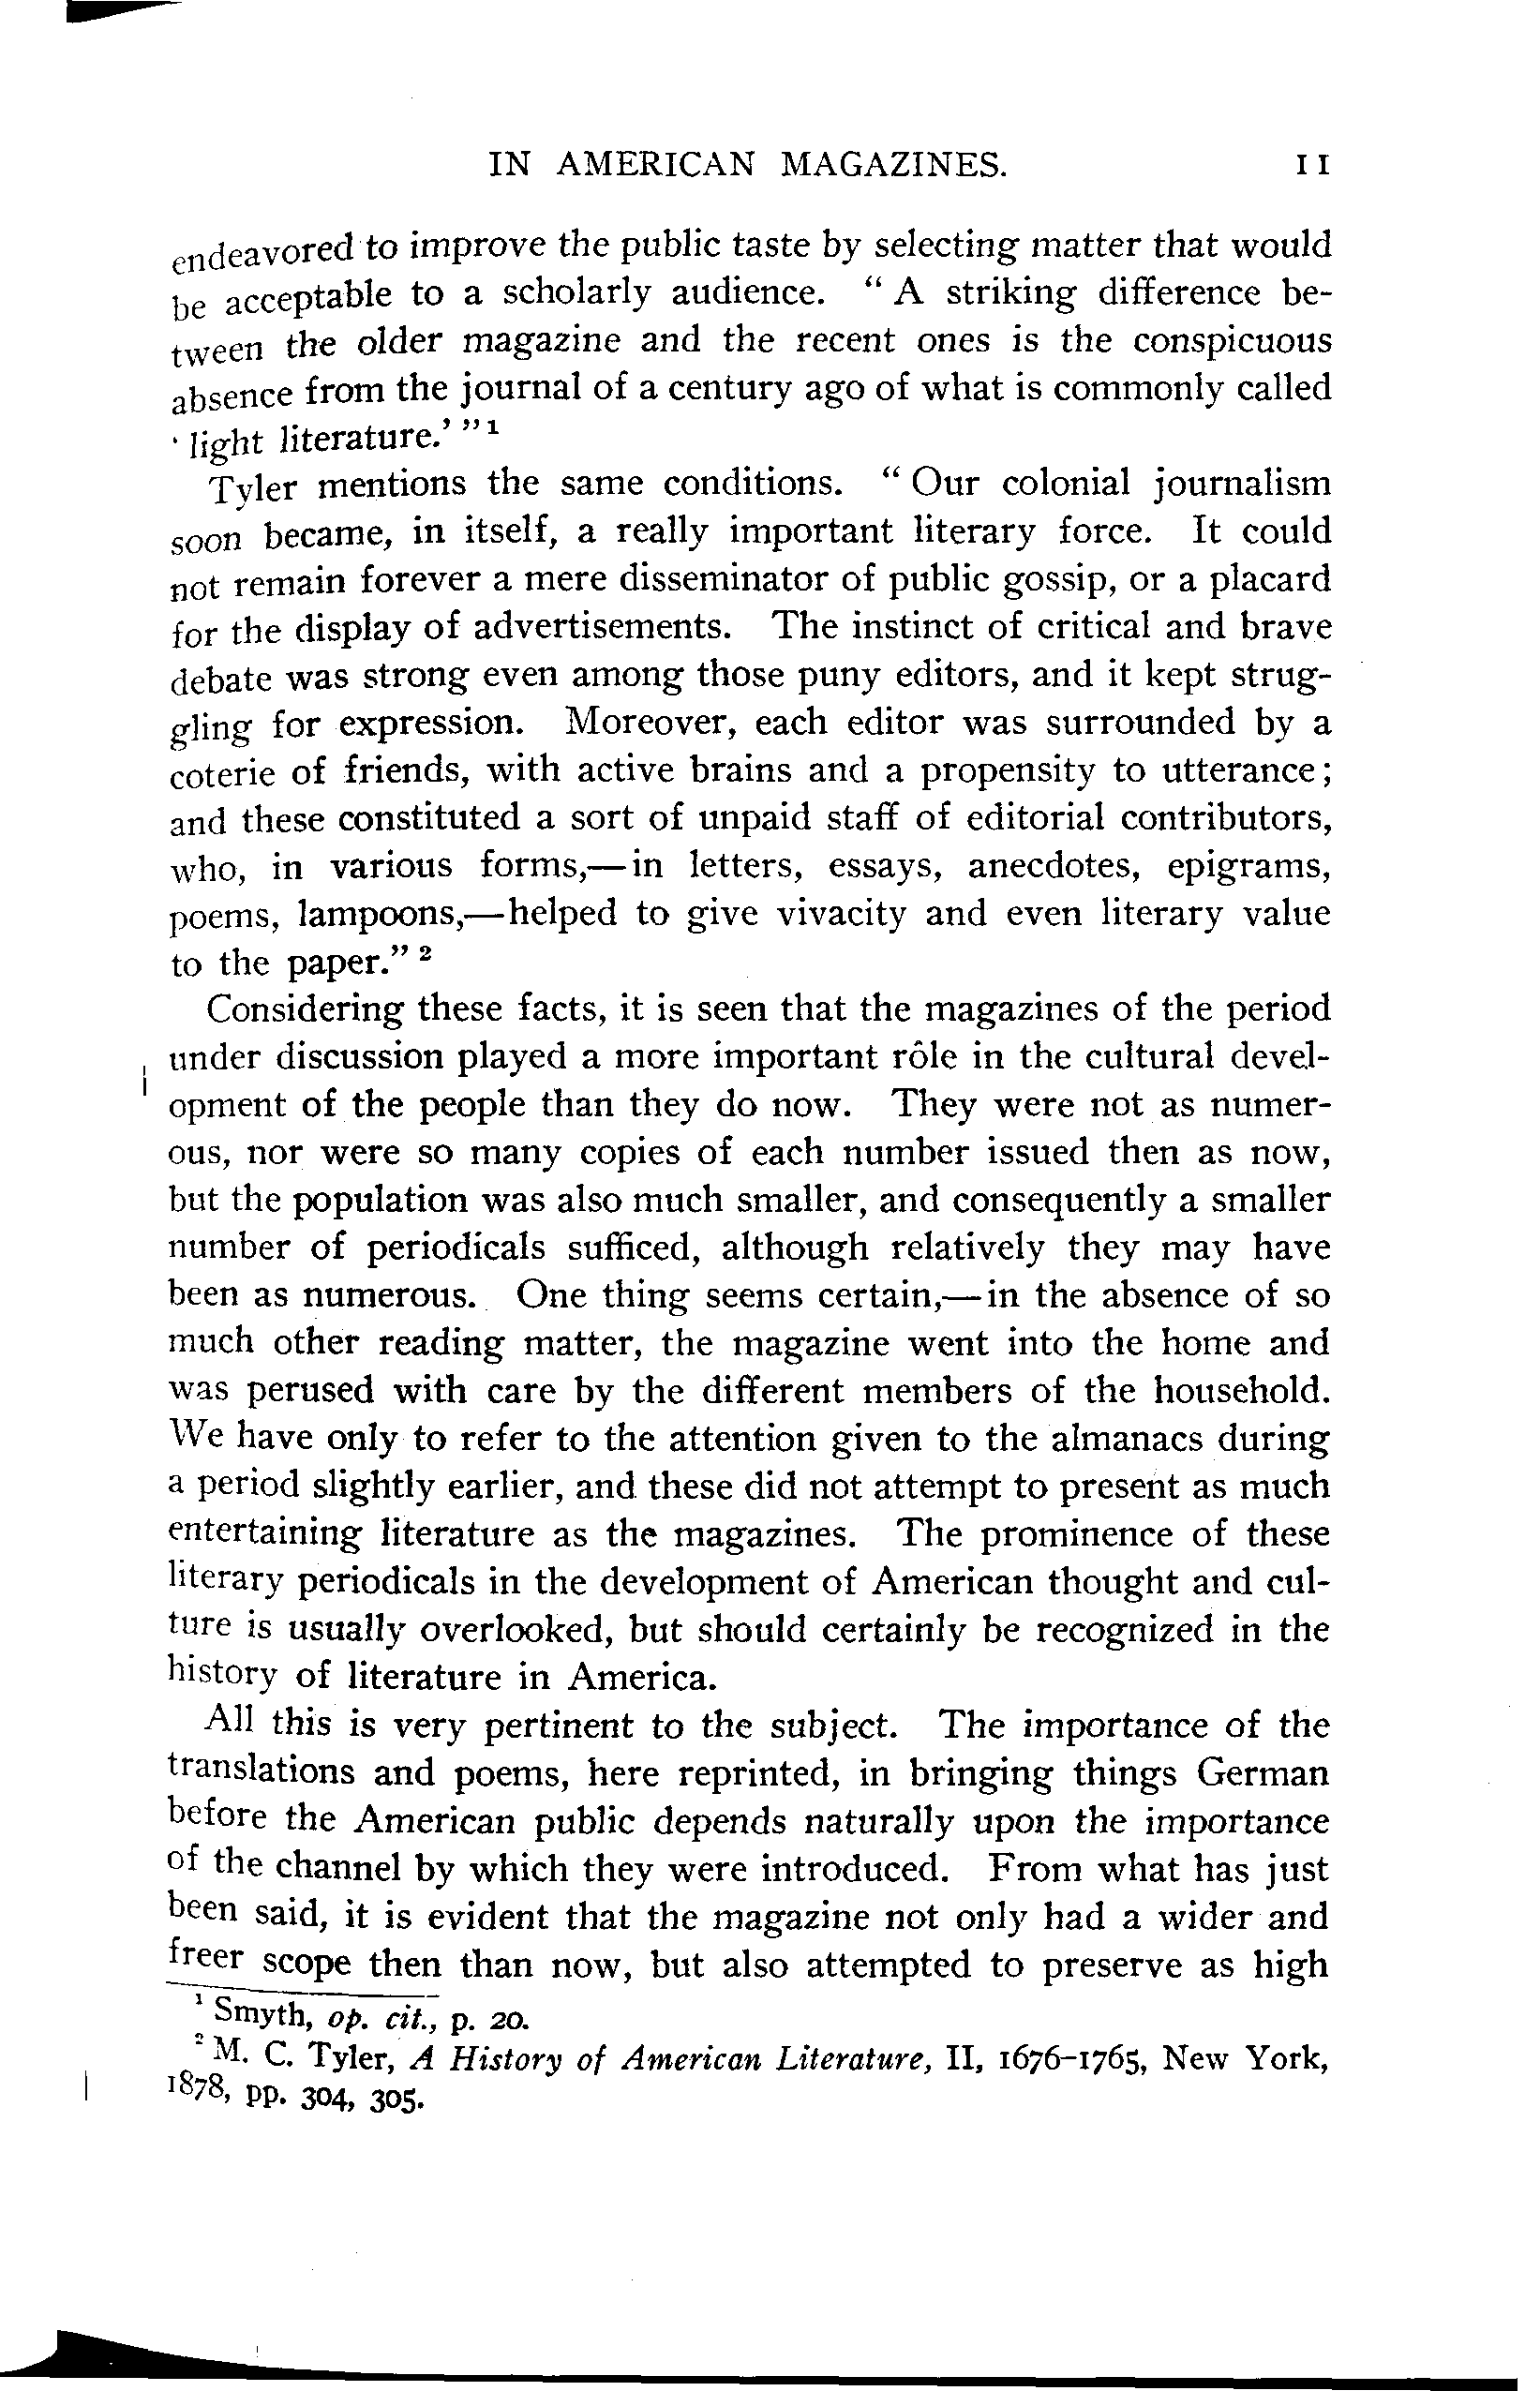 IN AMERICAN MAGAZINES. 11
endeavored to improve the public taste by selecting matter that would
be acceptable to a scholarly audience. “ A striking difference be-
tween the older magazine and the recent ones is the conspicuous
absence from the journal of a century ago of what is commonly called
‘ light literature.’ ” 1
Tyler mentions the same conditions. “ Our colonial journalism
soon became, in itself, a really important literary force. It could
not remain forever a mere disseminator of public gossip, or a placard
for the display of advertisements. The instinct of critical and brave
debate was strong even among those puny editors, and it kept strug-
gling for expression. Moreover, each editor was surrounded by a
coterie of friends, with active brains and a propensity to utterance;
and these constituted a sort of unpaid staff of editorial contributors,
who, in various forms,—in letters, essays, anecdotes, epigrams,
poems, lampoons,—helped to give vivacity and even literary value
to the paper.” 2
Considering these facts, it is seen that the magazines of the period
under discussion played a more important rôle in the cultural devel-
opment of the people than they do now. They were not as numer-
ous, nor were so many copies of each number issued then as now,
but the population was also much smaller, and consequently a smaller
number of periodicals sufficed, although relatively they may have
been as numerous. One thing seems certain,—in the absence of so
much other reading matter, the magazine went into the home and
was perused with care by the different members of the household.
We have only to refer to the attention given to the almanacs during
a period slightly earlier, and these did not attempt to present as much
entertaining literature as the magazines. The prominence of these
literary periodicals in the development of American thought and cul-
ture is usually overlooked, but should certainly be recognized in the
history of literature in America.
All this is very pertinent to the subject. The importance of the
translations and poems, here reprinted, in bringing things German
before the American public depends naturally upon the importance
of the channel by which they were introduced. From what has just
been said, it is evident that the magazine not only had a wider and
freer scope then than now, but also attempted to preserve as high
1 Smyth, op. cit., p. 20.
2 M. C. Tyler, A History of American Literature, II, 1676–1765, New York,
1878, pp. 304, 305.